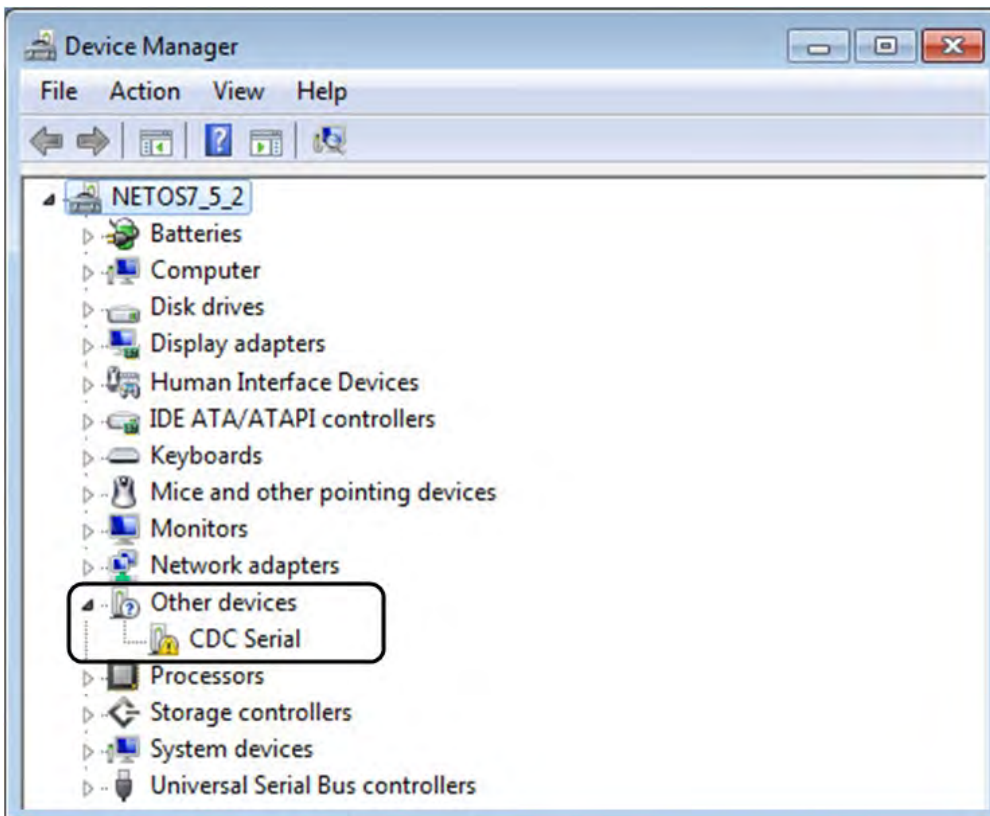 Device Manager
File Action View Help
NETOS7_5_2
Batteries
Computer
Disk drives
Display adapters
Human Interface Devices
IDE ATA/ATAPI controllers
Keyboards
Mice and other pointing devices
Monitors
Network adapters
Other devices
CDC Serial
Processors
Storage controllers
System devices
Universal Serial Bus controllers